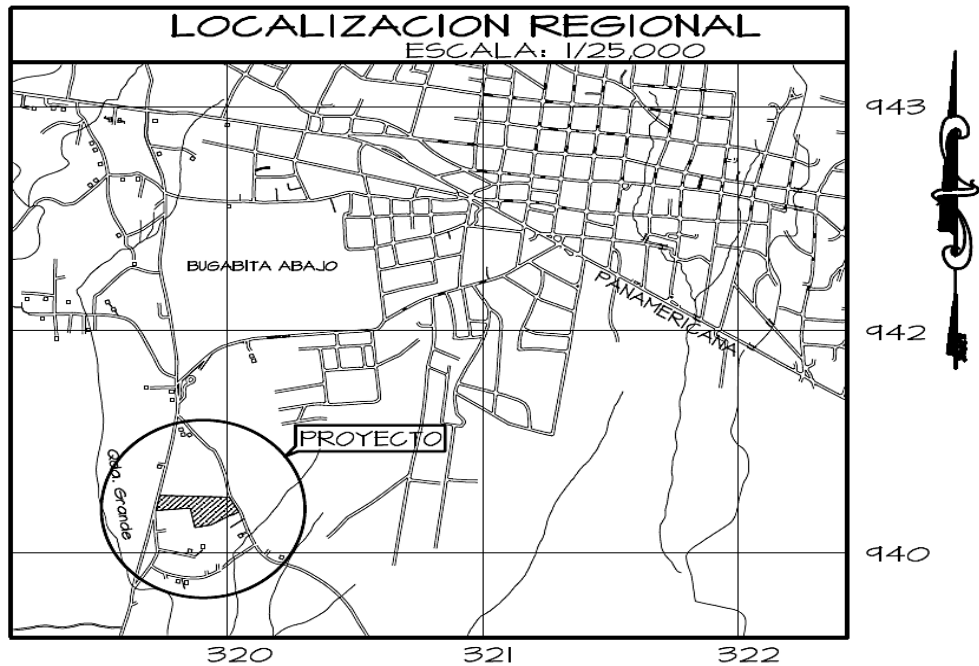 LOCALIZACION REGIONAL
ESCALA: 1/25,000
943
BUGABITA ABAJO
PANAMERICANA
942
PROYECTO
Qda. Grande
940
320
321
322